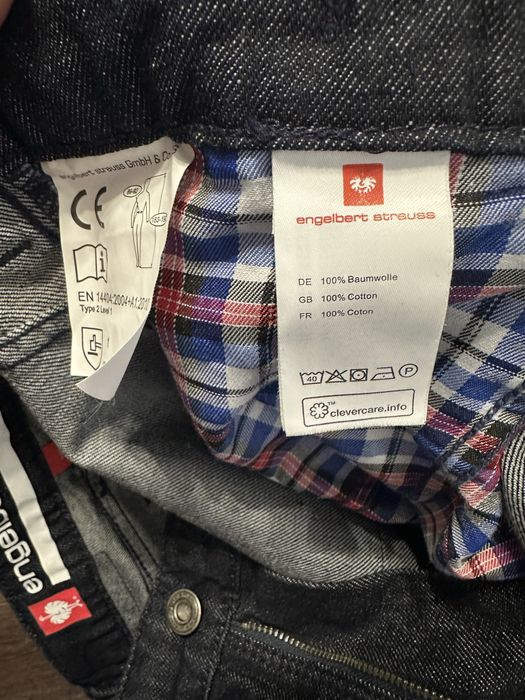 engelbert strauss GmbH & Co.
CE
EN 14404:2004+A1:2010
Type 2 Level 1
engelbert strauss
DE 100% Baumwolle
GB 100% Cotton
FR 100% Coton
40
P
clevercare.info
TM